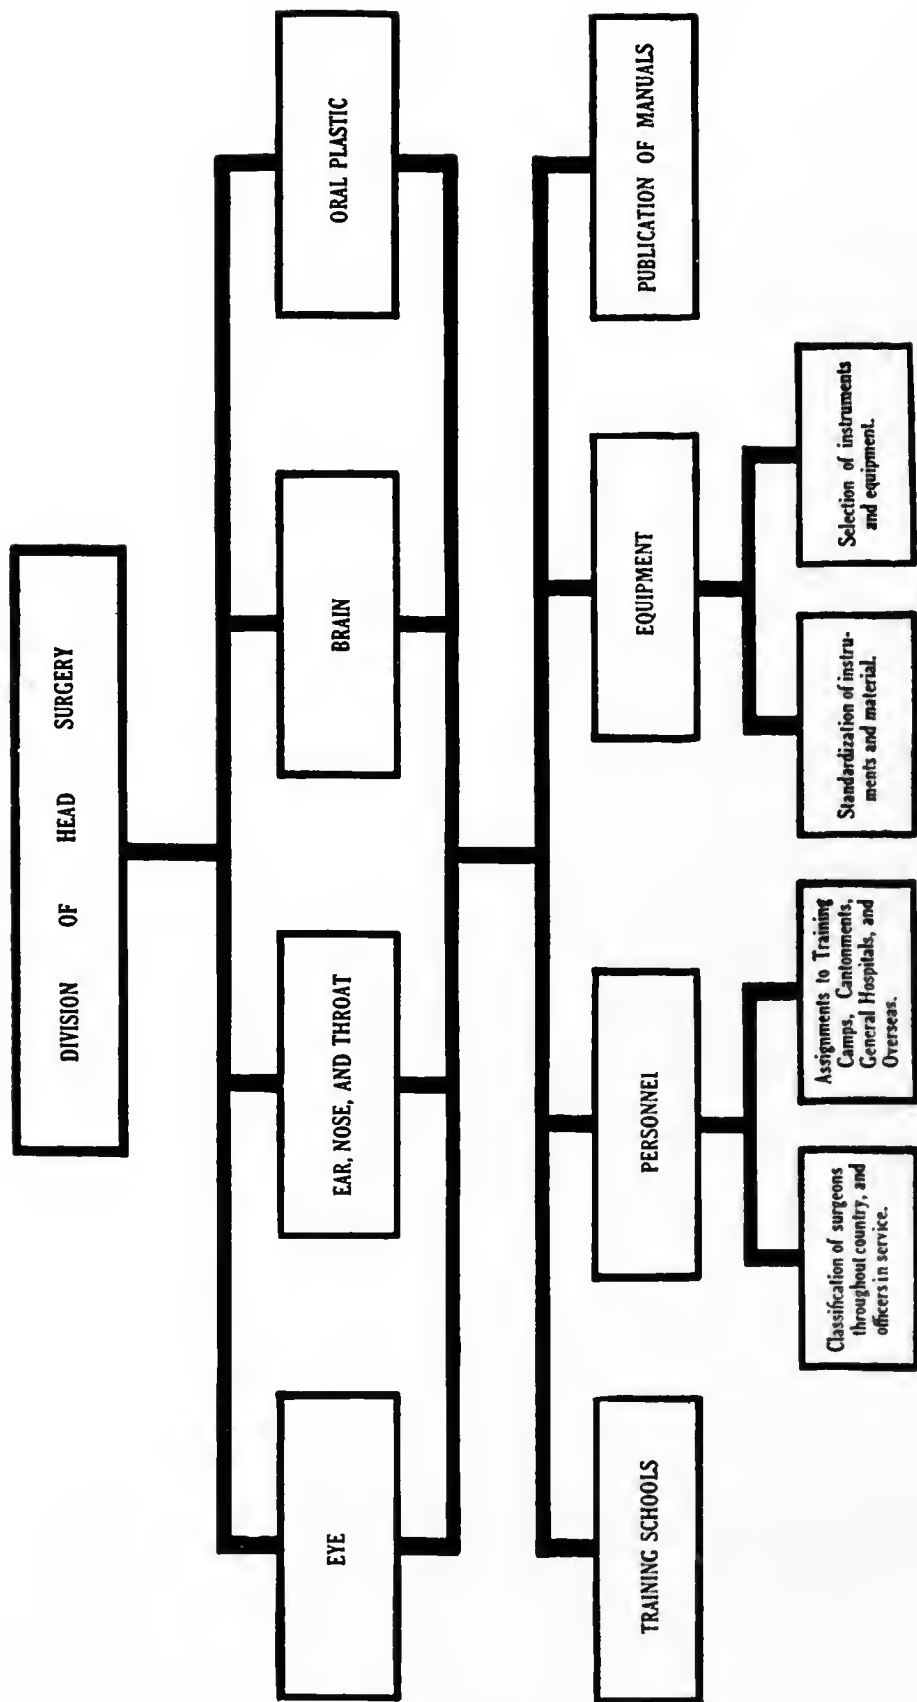 DIVISION OF HEAD SURGERY
EYE
EAR, NOSE, AND THROAT
BRAIN
ORAL PLASTIC
TRAINING SCHOOLS
PERSONNEL
EQUIPMENT
PUBLICATION OF MANUALS
Classification of surgeons
throughout country, and
officers in service.
Assignments to Training
Camps, Cantonments,
General Hospitals, and
Overseas.
Standardization of instru-
ments and material.
Selection of instruments
and equipment.